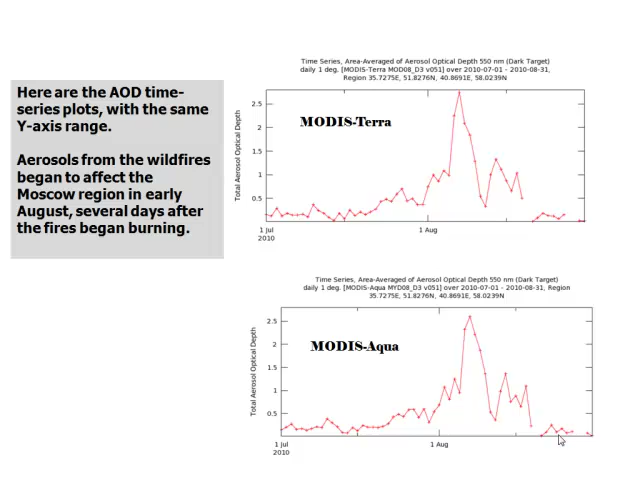 Here are the AOD time-
series plots, with the same
Y-axis range.
Aerosols from the wildfires
began to affect the
Moscow region in early
August, several days after
the fires began burning.
Time Series, Area-Averaged of Aerosol Optical Depth 550 nm (Dark Target)
daily 1 deg. [MODIS-Terra MOD08_D3 v051] over 2010-07-01 - 2010-08-31,
Region 35.7275E, 51.8276N, 40.8691E, 58.0239N
Total Aerosol Optical Depth
2.5
2
1.5
1
0.5
MODIS-Terra
1 Jul
2010
1 Aug
Time Series, Area-Averaged of Aerosol Optical Depth 550 nm (Dark Target)
daily 1 deg. [MODIS-Aqua MYD08_D3 v051] over 2010-07-01 - 2010-08-31, Region
35.7275E, 51.8276N, 40.8691E, 58.0239N
Total Aerosol Optical Depth
2.5
2
1.5
1
0.5
MODIS-Aqua
1 Jul
2010
1 Aug